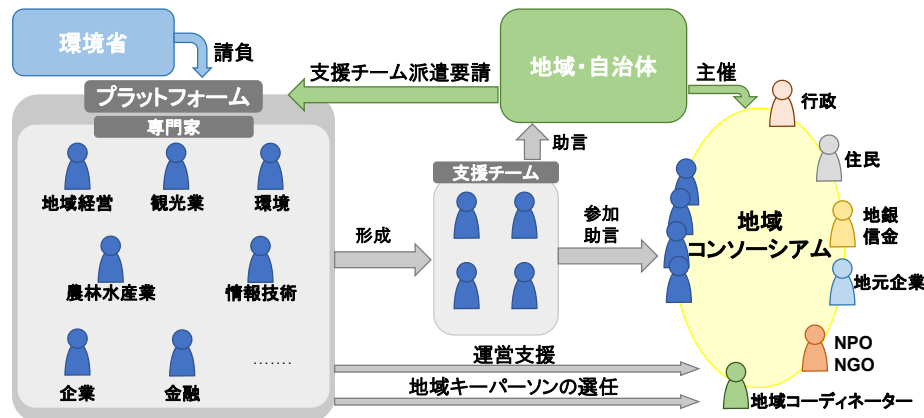 環境省
請負
プラットフォーム
専門家
地域経営
観光業
環境
農林水産業
情報技術
企業
金融
.......
支援チーム派遣要請
地域・自治体
主催
助言
支援チーム
形成
参加
助言
地域
コンソーシアム
行政
住民
地銀
信金
地元企業
NPO
NGO
地域コーディネーター
運営支援
地域キーパーソンの選任